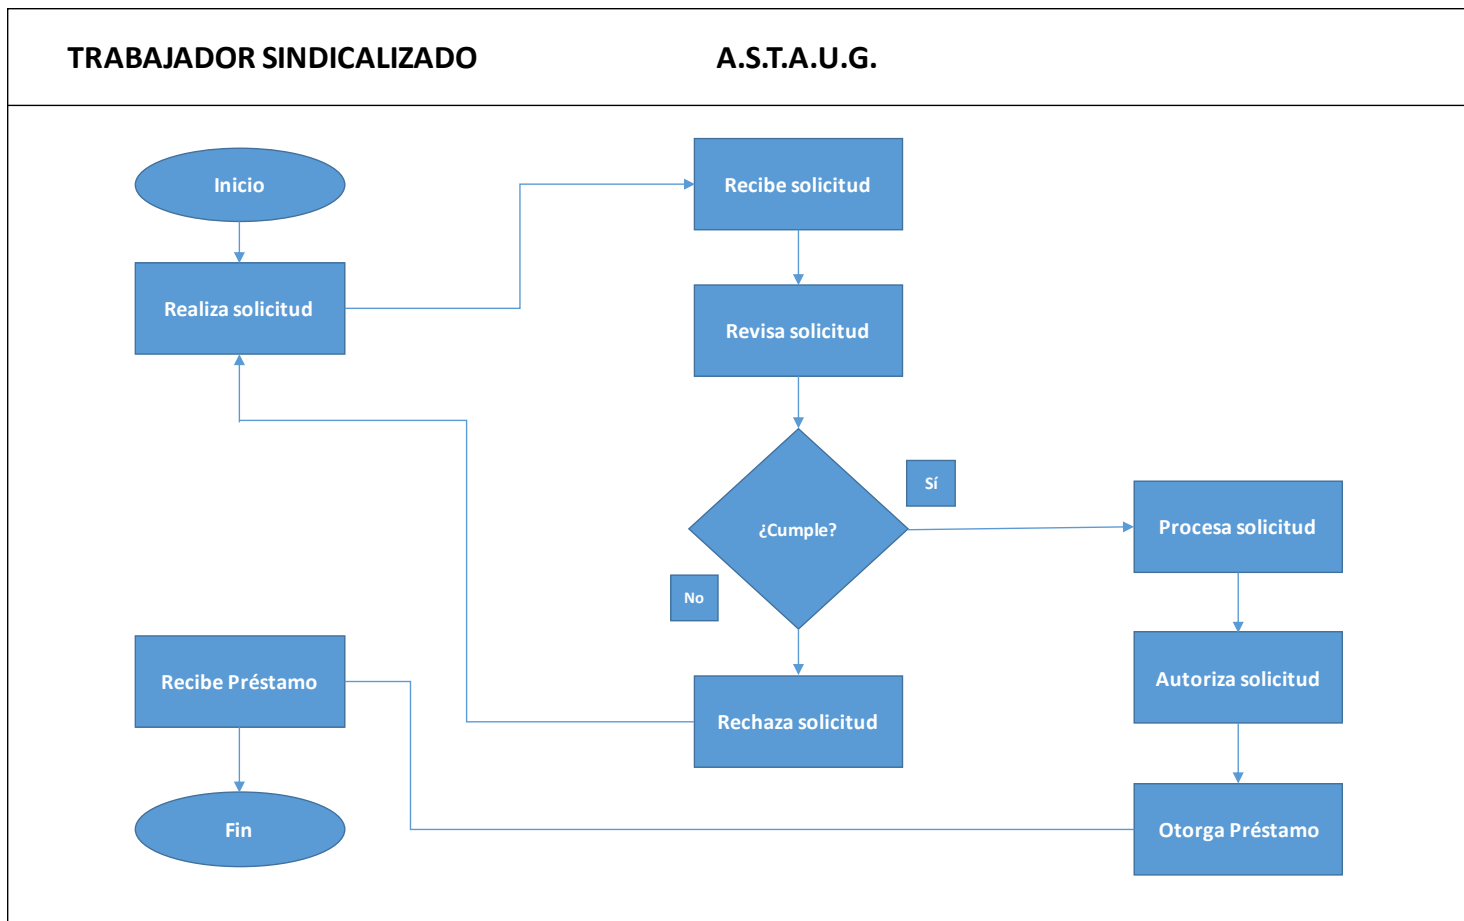 TRABAJADOR SINDICALIZADO
A.S.T.A.U.G.
Inicio
Realiza solicitud
Recibe solicitud
Revisa solicitud
¿Cumple?
Sí
No
Procesa solicitud
Autoriza solicitud
Otorga Préstamo
Rechaza solicitud
Recibe Préstamo
Fin